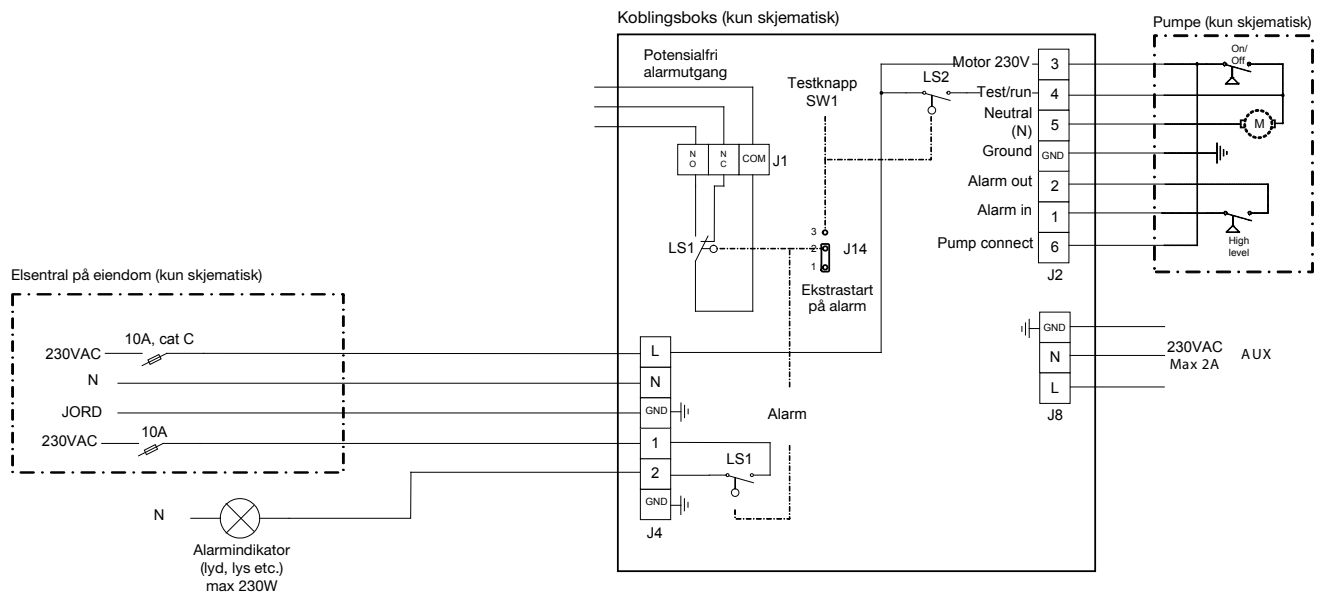 Koblingsboks (kun skjematisk)
Pumpe (kun skjematisk)
Potensialfri
alarmutgang
Testknapp
SW1
LS2
Motor 230V
3
Test/run
4
Neutral
(N)
5
Ground
GND
Alarm out
2
Alarm in
1
Pump connect
6
J2
On/
Off
M
High
level
NO
NC
COM
J1
LS1
3
2
1
J14
Ekstrastart
på alarm
Elsentral på eiendom (kun skjematisk)
230VAC
10A, cat C
N
JORD
230VAC
10A
L
N
GND
1
2
GND
J4
Alarm
LS1
GND
N
L
J8
230VAC
Max 2A
AUX
N
Alarmindikator
(lyd, lys etc.)
max 230W